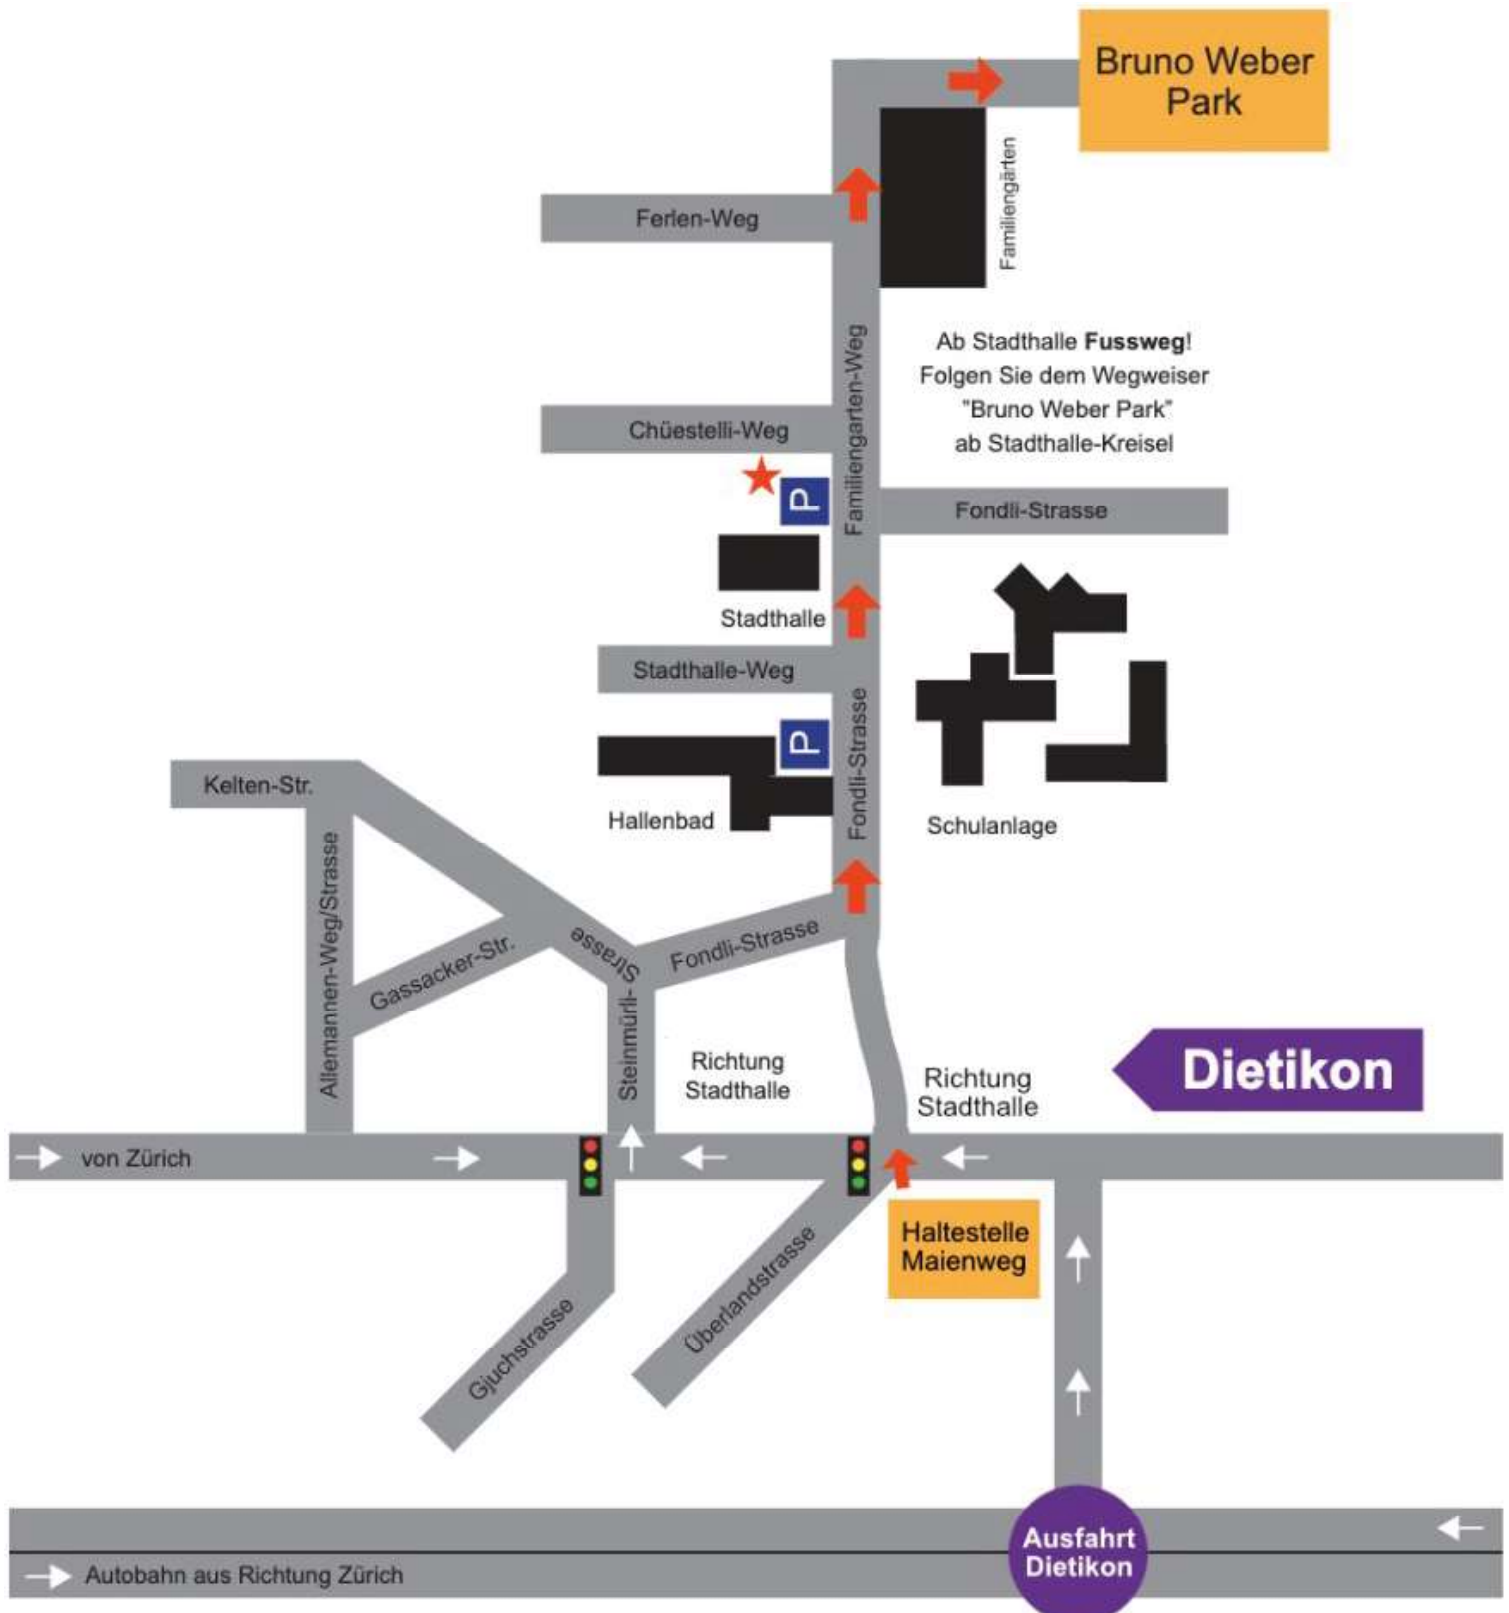 Bruno Weber
Park
Familiengärten
Ferlen-Weg
Ab Stadthalle Fussweg!
Folgen Sie dem Wegweiser
"Bruno Weber Park"
ab Stadthalle-Kreisel
Familiengarten-Weg
Chüestelli-Weg
P
Fondli-Strasse
Stadthalle
Stadthalle-Weg
P
Fondli-Strasse
Hallenbad
Schulanlage
Kelten-Str.
Allemannen-Weg/Strasse
Gassacker-Str.
Steinmürli-
Strasse
Fondli-Strasse
Richtung
Stadthalle
Richtung
Stadthalle
Dietikon
von Zürich
Haltestelle
Maienweg
Gjuchstrasse
Überlandstrasse
Ausfahrt
Dietikon
Autobahn aus Richtung Zürich